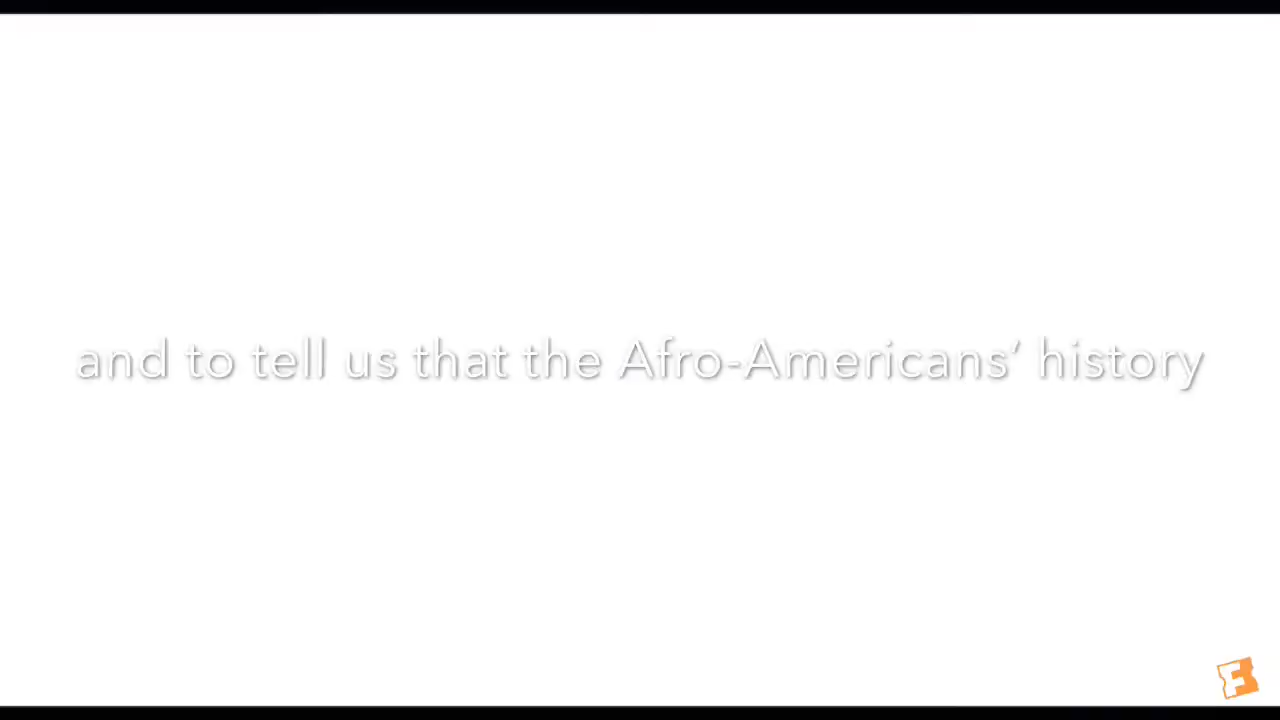 and to tell us that the Afro-Americans’ history
F